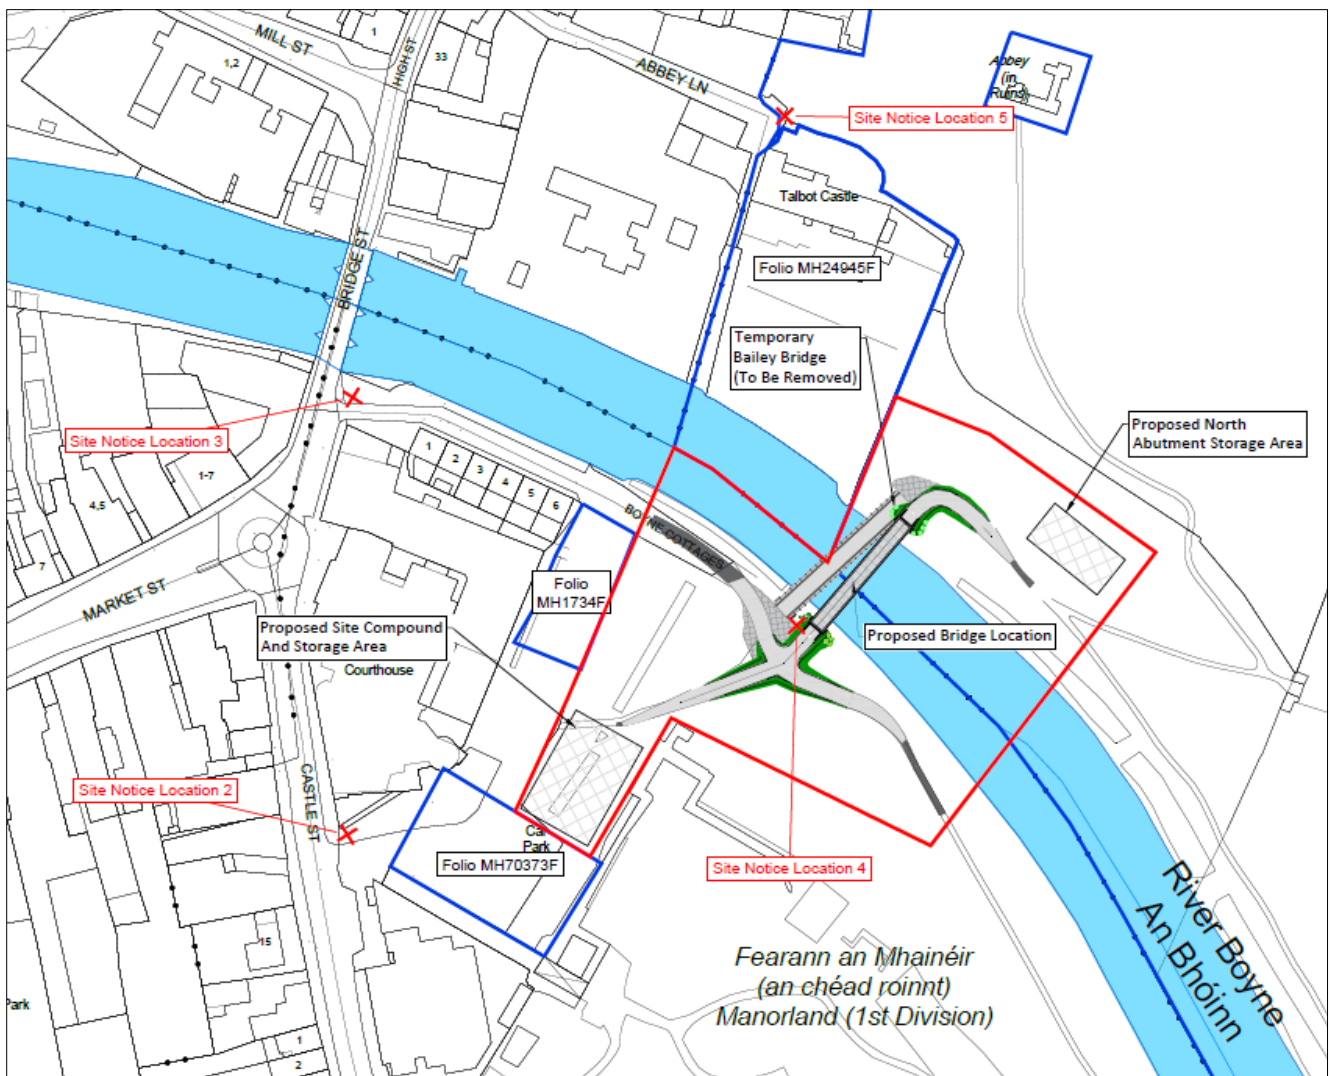 MILL ST
1
1,2
HIGH ST
33
ABBEY LN
Abbey
(in
Ruins)
Site Notice Location 5
Talbot Castle
Folio MH24945F
BRIDGE ST
Temporary
Bailey Bridge
(To Be Removed)
Proposed North
Abutment Storage Area
Site Notice Location 3
1-7
4,5
7
1
2
3
4
5
6
BOYNE COTTAGES
MARKET ST
Folio
MH1734F
Proposed Site Compound
And Storage Area
Courthouse
Proposed Bridge Location
Site Notice Location 2
CASTLE ST
Car
Park
Folio MH70373F
Site Notice Location 4
15
Park
1
2
Fearann an Mhainéir
(an chéad roinnt)
Manorland (1st Division)
River Boyne
An Bhóinn